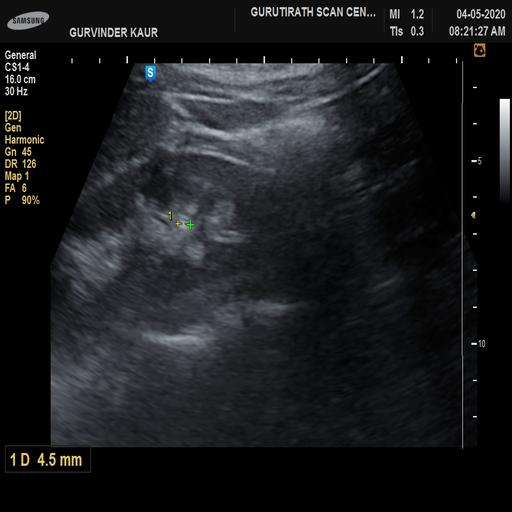 SAMSUNG
GURVINDER KAUR
GURUTIRATH SCAN CEN...
MI 1.2
TIs 0.3
04-05-2020
08:21:27 AM
General
CS1-4
16.0 cm
30 Hz
[2D]
Gen
Harmonic
Gn 45
DR 126
Map 1
FA 6
P 90%
S
1
5
10
1 D 4.5 mm